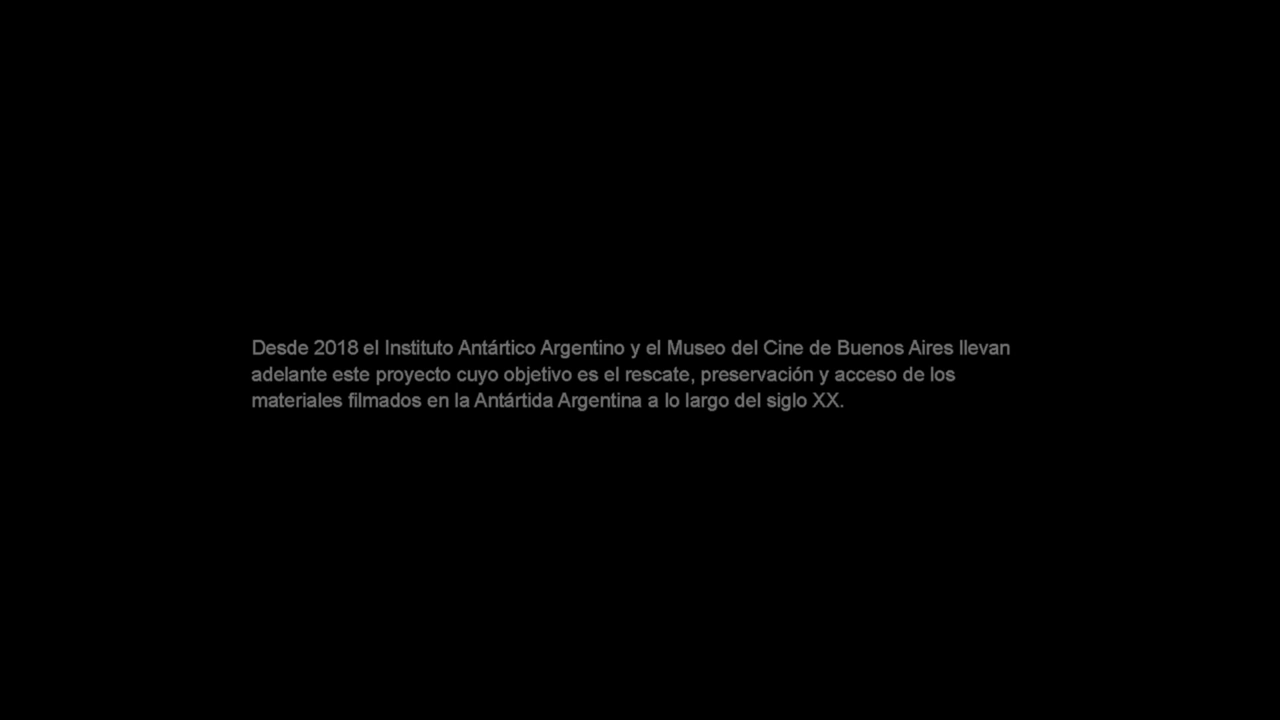 Desde 2018 el Instituto Antártico Argentino y el Museo del Cine de Buenos Aires llevan
adelante este proyecto cuyo objetivo es el rescate, preservación y acceso de los
materiales filmados en la Antártida Argentina a lo largo del siglo XX.